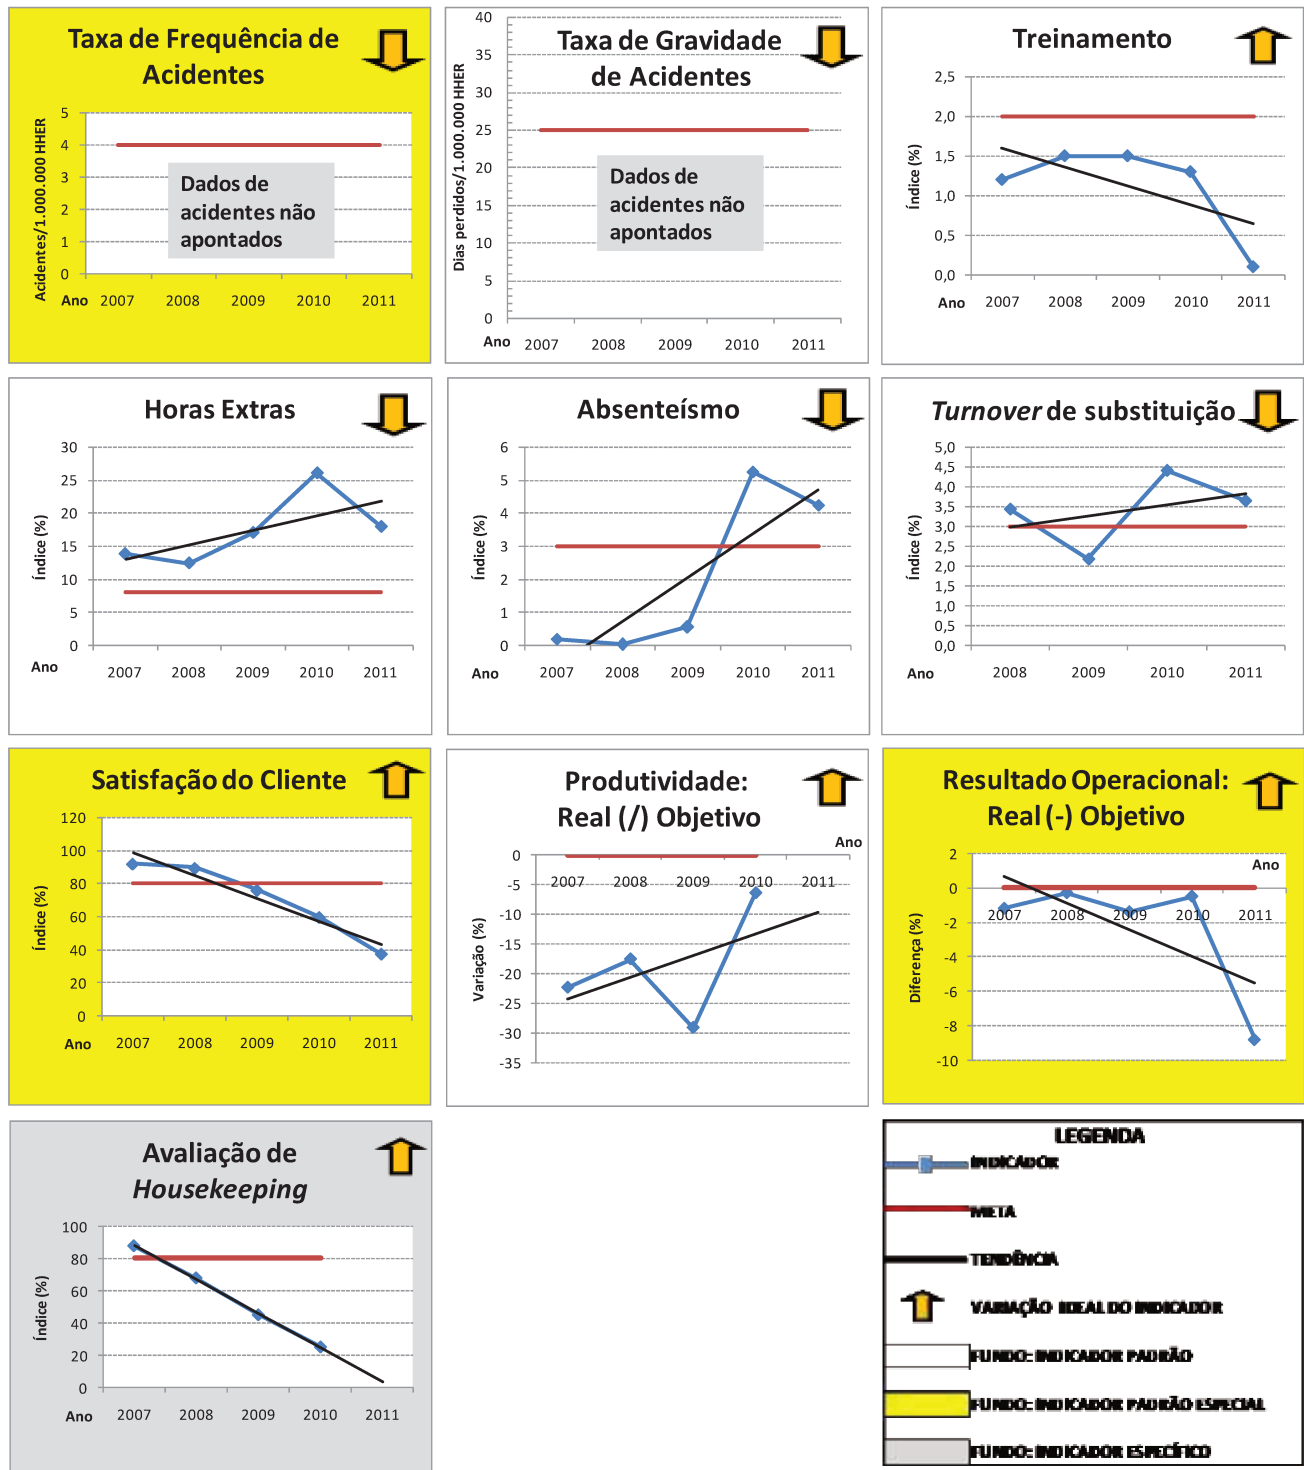 Taxa de Frequência de
Acidentes
Acidentes/1.000.000 HHER
5
4
3
2
1
0
Dados de
acidentes não
apontados
Ano 2007 2008 2009 2010 2011
Taxa de Gravidade
de Acidentes
Dias perdidos/1.000.000 HHER
40
35
30
25
20
15
10
5
0
Dados de
acidentes não
apontados
Ano 2007 2008 2009 2010 2011
Treinamento
Índice (%)
2,5
2,0
1,5
1,0
0,5
0,0
Ano 2007 2008 2009 2010 2011
Horas Extras
Índice (%)
30
25
20
15
10
5
0
Ano 2007 2008 2009 2010 2011
Absenteísmo
Índice (%)
6
5
4
3
2
1
0
Ano 2007 2008 2009 2010 2011
Turnover de substituição
Índice (%)
5,0
4,5
4,0
3,5
3,0
2,5
2,0
1,5
1,0
0,5
0,0
Ano 2008 2009 2010 2011
Satisfação do Cliente
Índice (%)
120
100
80
60
40
20
0
Ano 2007 2008 2009 2010 2011
Produtividade:
Real (/) Objetivo
Ano
Variação (%)
0
-5
-10
-15
-20
-25
-30
-35
2007 2008 2009 2010 2011
Resultado Operacional:
Real (-) Objetivo
Ano
Diferença (%)
2
0
-2
-4
-6
-8
-10
2007 2008 2009 2010 2011
Avaliação de
Housekeeping
Índice (%)
100
80
60
40
20
0
Ano 2007 2008 2009 2010 2011
LEGENDA
INDICADOR
META
TENDÊNCIA
VARIAÇÃO IDEAL DO INDICADOR
FUNDO: INDICADOR PADRÃO
FUNDO: INDICADOR PADRÃO ESPECIAL
FUNDO: INDICADOR ESPECÍFICO